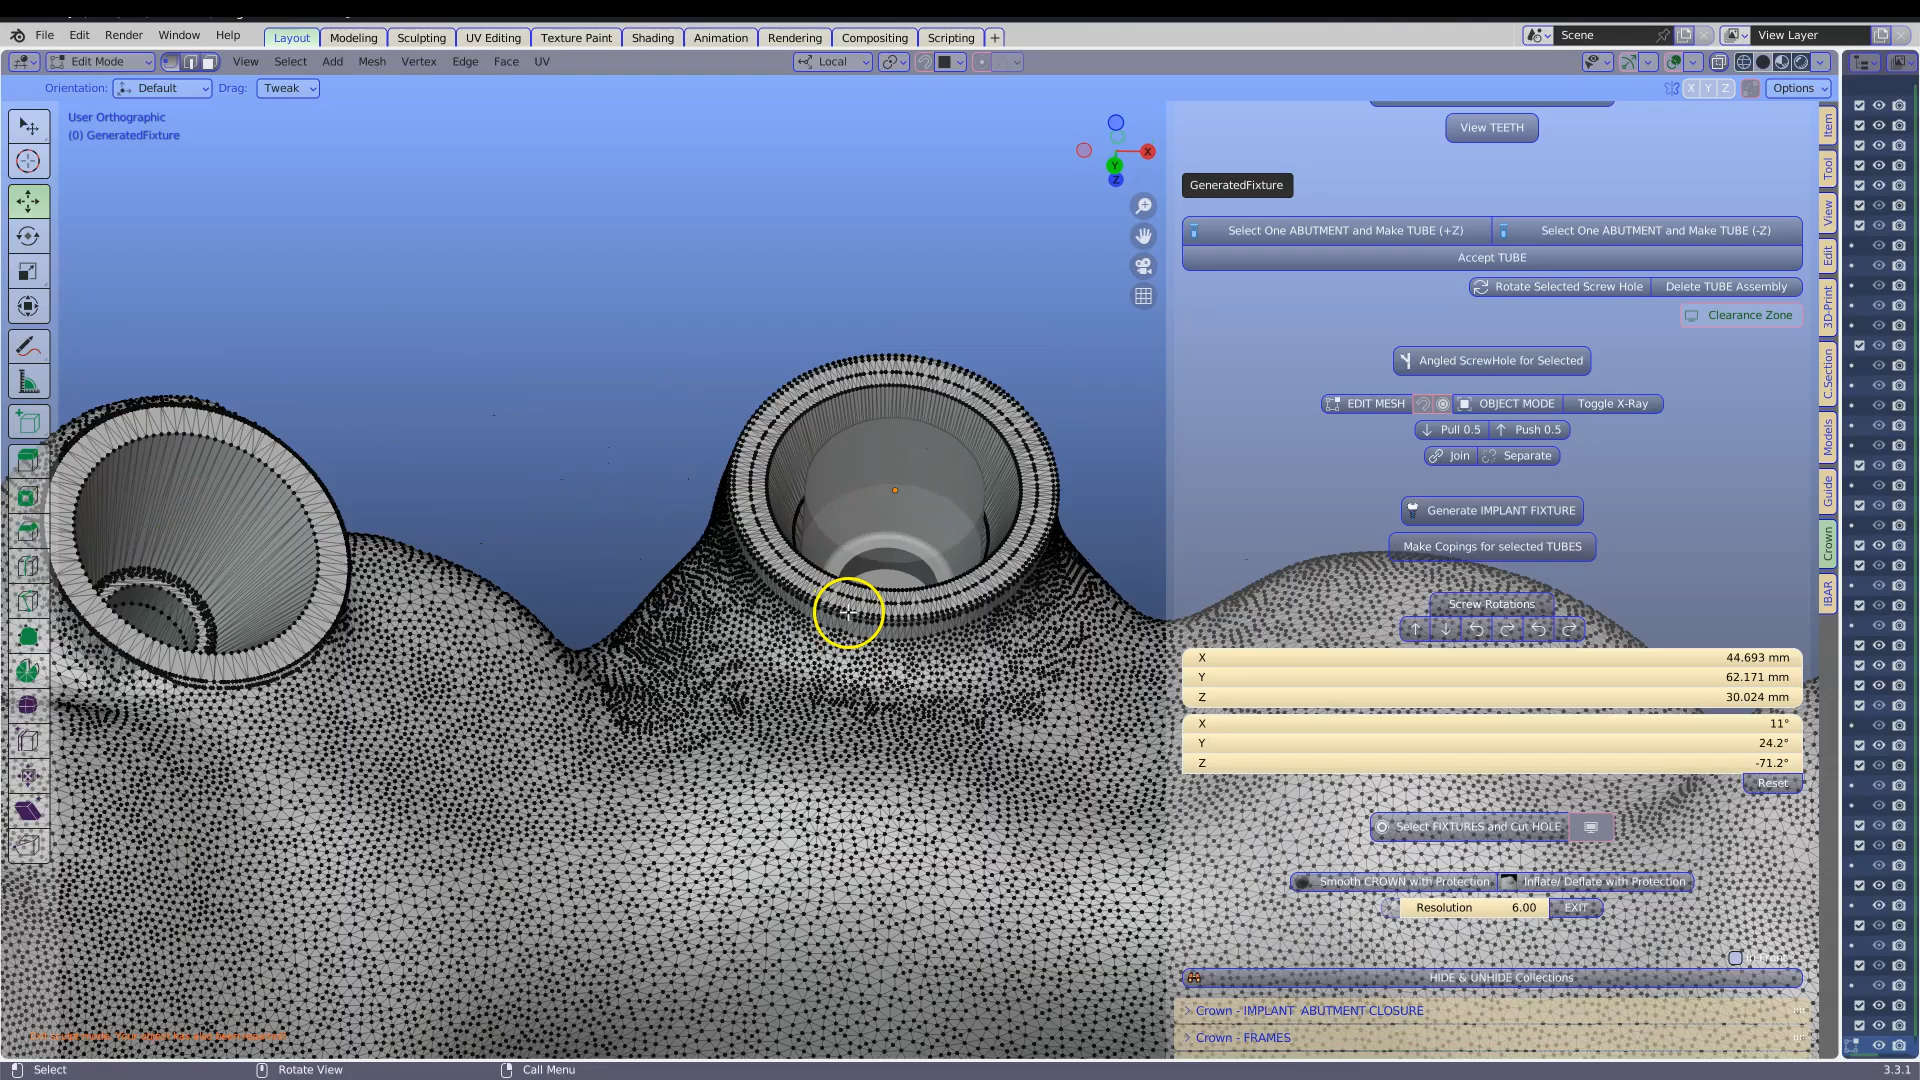 File Edit Render Window Help Layout Modeling Sculpting UV Editing Texture Paint Shading Animation Rendering Compositing Scripting + Scene View Layer
Edit Mode View Select Add Mesh Vertex Edge Face UV Local
Orientation: Default Drag: Tweak X Y Z Options
User Orthographic
(0) GeneratedFixture
X
Y
Z
View TEETH
GeneratedFixture
Select One ABUTMENT and Make TUBE (+Z) Select One ABUTMENT and Make TUBE (-Z)
Accept TUBE
Rotate Selected Screw Hole Delete TUBE Assembly
Clearance Zone
Angled ScrewHole for Selected
EDIT MESH OBJECT MODE Toggle X-Ray
Pull 0.5 Push 0.5
Join Separate
Generate IMPLANT FIXTURE
Make Copings for selected TUBES
Screw Rotations
X 44.693 mm
Y 62.171 mm
Z 30.024 mm
X 11°
Y 24.2°
Z -71.2°
Reset
Select FIXTURES and Cut HOLE
Smooth CROWN with Protection Inflate/ Deflate with Protection
Resolution 6.00 EXIT
In Front
HIDE & UNHIDE Collections
Crown - IMPLANT ABUTMENT CLOSURE
Crown - FRAMES
Item
Tool
View
Edit
3D-Print
C.Section
Models
Guide
Crown
IBAR
Select Rotate View Call Menu 3.3.1